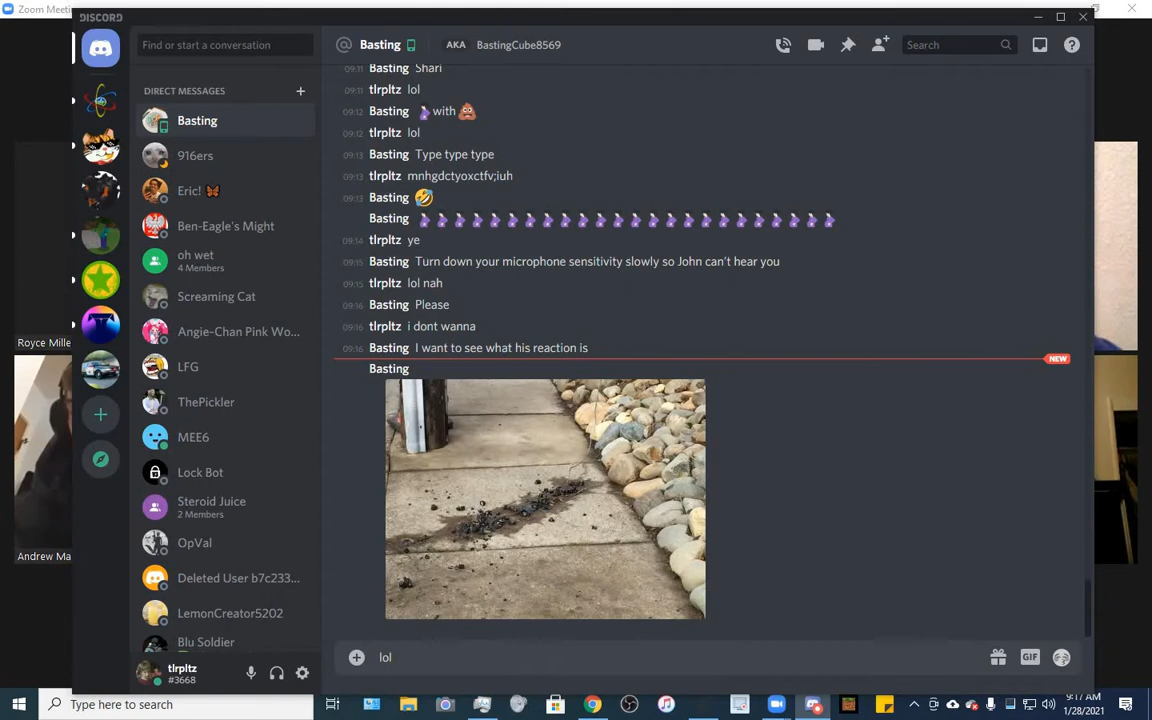 Zoom Meeti
DISCORD
Find or start a conversation
Basting
AKA
BastingCube8569
Search
DIRECT MESSAGES
Basting
916ers
Eric!
Ben-Eagle's Might
oh wet
4 Members
Screaming Cat
Angie-Chan Pink Wo...
LFG
ThePickler
MEE6
Lock Bot
Steroid Juice
2 Members
OpVal
Deleted User b7c233...
LemonCreator5202
Blu Soldier
tlrpltz
#3668
09:11 Basting Shari
09:11 tlrpltz lol
09:12 Basting with
09:12 tlrpltz lol
09:13 Basting Type type type
09:13 tlrpltz mnhgdctyoxctfv;iuh
09:13 Basting
Basting
09:14 tlrpltz ye
09:15 Basting Turn down your microphone sensitivity slowly so John can't hear you
09:15 tlrpltz lol nah
09:16 Basting Please
09:16 tlrpltz i dont wanna
09:16 Basting I want to see what his reaction is
NEW
Basting
lol
GIF
Royce Mille
Andrew Ma
Type here to search
9:17 AM
1/28/2021